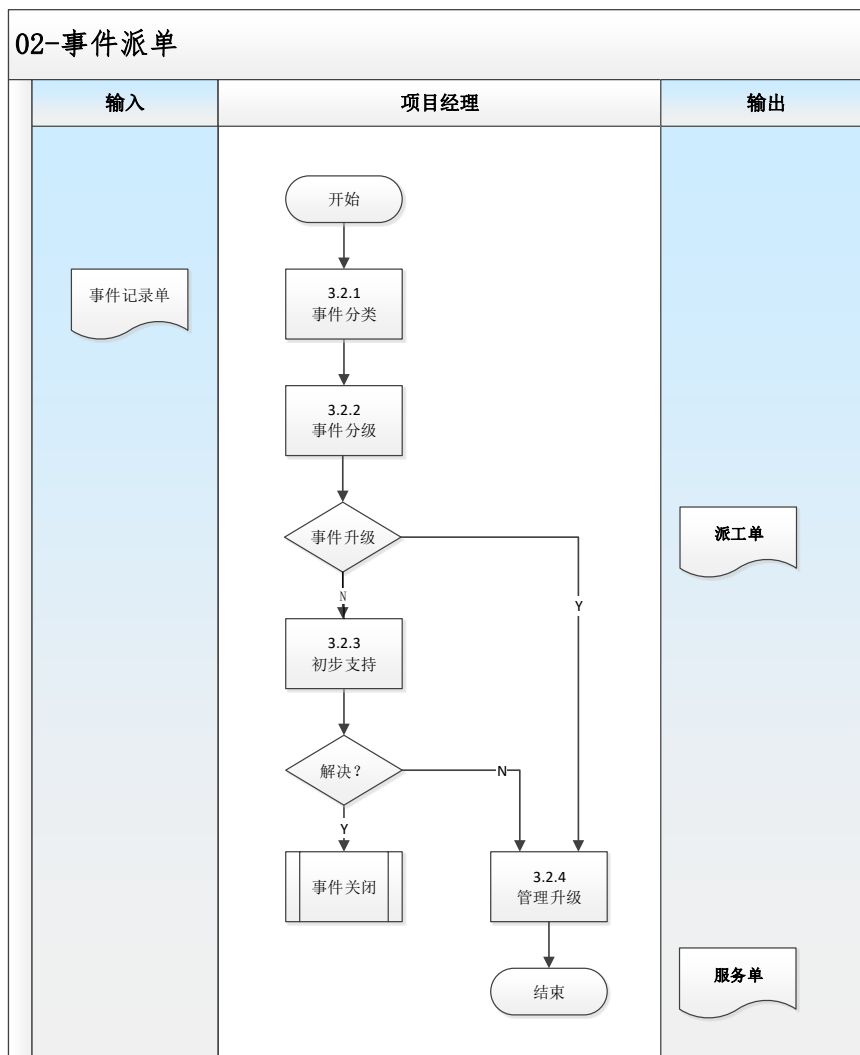 02-事件派单
输入
项目经理
输出
开始
事件记录单
3.2.1
事件分类
3.2.2
事件分级
事件升级
派工单
N
Y
3.2.3
初步支持
解决?
N
Y
事件关闭
3.2.4
管理升级
服务单
结束